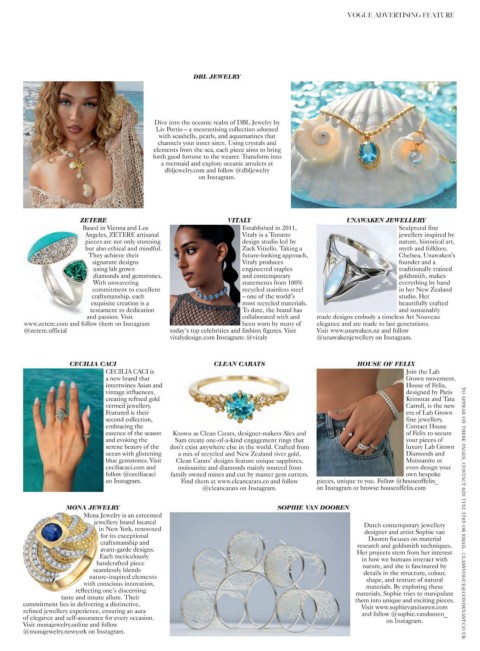 VOGUE ADVERTISING FEATURE
DBL JEWELRY
Dive into the oceanic realm of DBL Jewelry by
Liv Portio – a mesmerising collection adorned
with seashells, pearls, and aquamarines that
channels your inner siren. Using crystals and
elements from the sea, each piece aims to bring
forth good fortune to the wearer. Transform into
a mermaid and explore oceanic amulets at
dbljewelry.com and follow @dbljewelry
on Instagram.
ZETERE
Based in Vienna and Los
Angeles, ZETERE artisanal
pieces are not only stunning
but also ethical and mindful.
They achieve their
signature designs
using lab grown
diamonds and gemstones.
With unwavering
commitment to excellent
craftsmanship, each
exquisite creation is a
testament to dedication
and passion. Visit
www.zetere.com and follow them on Instagram
@zetere.official
VITALY
Established in 2011,
Vitaly is a Toronto
design studio led by
Zack Vitiello. Taking a
future-looking approach,
Vitaly produces
engineered staples
and contemporary
statements from 100%
recycled stainless steel
– one of the world's
most recycled materials.
To date, the brand has
collaborated with and
been worn by many of
today's top celebrities and fashion figures. Visit
vitalydesign.com Instagram: @vitaly
UNAWAKEN JEWELLERY
Sculptural fine
jewellery inspired by
nature, historical art,
myth and folklore.
Chelsea, Unawaken's
founder and a
traditionally trained
goldsmith, makes
everything by hand
in her New Zealand
studio. Her
beautifully crafted
and sustainably
made designs embody a timeless Art Nouveau
elegance and are made to last generations.
Visit www.unawaken.nz and follow
@unawakenjewellery on Instagram.
CECILIA CACI
CECILIA CACI is
a new brand that
intertwines Asian and
vintage influences,
creating refined gold
vermeil jewellery.
Featured is their
second collection,
embracing the
essence of the season
and evoking the
serene beauty of the
ocean with glistening
blue gemstones. Visit
ceciliacaci.com and
follow @ceciliacaci
on Instagram.
CLEAN CARATS
Known as Clean Carats, designer-makers Alex and
Sam create one-of-a-kind engagement rings that
don't exist anywhere else in the world. Crafted from
a mix of recycled and New Zealand river gold,
Clean Carats' designs feature unique sapphires,
moissanite and diamonds mainly sourced from
family owned mines and cut by master gem cutters.
Find them at www.cleancarats.co and follow
@cleancarats on Instagram.
HOUSE OF FELIX
Join the Lab
Grown movement.
House of Felix,
designed by Paris
and Tara
Carroll, is the new
era of Lab Grown
fine jewellery.
Contact House
of Felix to secure
your pieces of
luxury Lab Grown
Diamonds and
Moissanite or
even design your
own bespoke
pieces, unique to you. Follow @houseoffelix_
on Instagram or browse houseoffelix.com
MONA JEWELRY
Mona Jewelry is an esteemed
jewellery brand located
in New York, renowned
for its exceptional
craftsmanship and
avant-garde designs.
Each meticulously
handcrafted piece
seamlessly blends
nature-inspired elements
with conscious innovation,
reflecting one's discerning
taste and innate allure. Their
commitment lies in delivering a distinctive,
refined jewellery experience, ensuring an aura
of elegance and self-assurance for every occasion.
Visit monajewelry.online and follow
@monajewelry.newyork on Instagram.
SOPHIE VAN DOOREN
Dutch contemporary jewellery
designer and artist Sophie van
Dooren focuses on material
research and goldsmith techniques.
Her projects stem from her interest
in how we humans interact with
nature, and she is fascinated by
details in the structure, colour,
shape, and texture of natural
materials. By exploring these
materials, Sophie tries to manipulate
them into unique and exciting pieces.
Visit www.sophievandooren.com
and follow @sophie.vandooren_
on Instagram.
TO APPEAR ON THESE PAGES, CONTACT 020 7152 3705 OR EMAIL